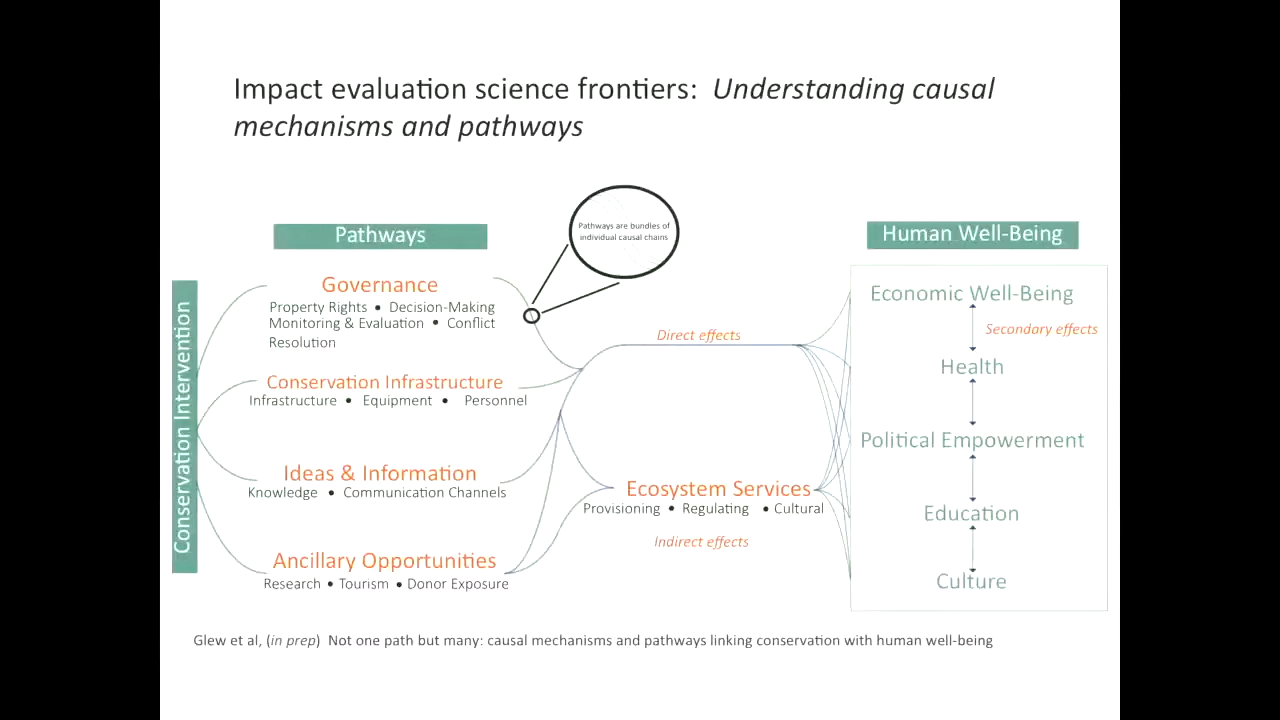 Impact evaluation science frontiers: Understanding causal
mechanisms and pathways
Pathways are bundles of
individual causal chains
Pathways
Human Well-Being
Conservation Intervention
Governance
Property Rights • Decision-Making
Monitoring & Evaluation • Conflict
Resolution
Conservation Infrastructure
Infrastructure • Equipment • Personnel
Ideas & Information
Knowledge • Communication Channels
Ancillary Opportunities
Research • Tourism • Donor Exposure
Direct effects
Ecosystem Services
Provisioning • Regulating • Cultural
Indirect effects
Economic Well-Being
Secondary effects
Health
Political Empowerment
Education
Culture
Glew et al, (in prep) Not one path but many: causal mechanisms and pathways linking conservation with human well-being